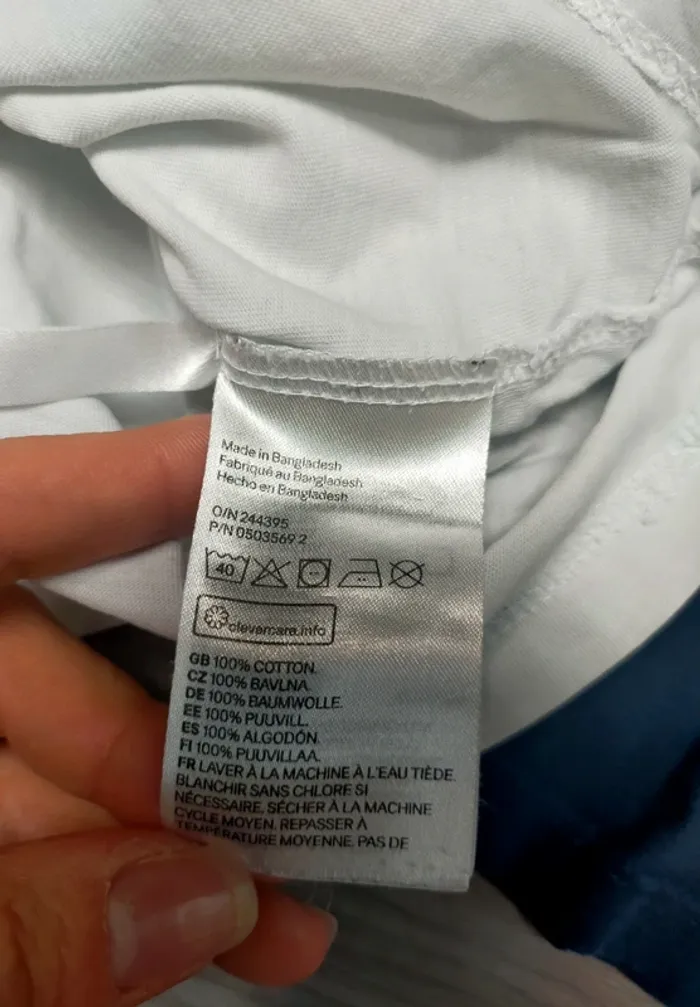 Made in Bangladesh
Fabriqué au Bangladesh
Hecho en Bangladesh
O/N 244395
P/N 0503569 2
40
clevercare.info
GB 100% COTTON.
CZ 100% BAVLNA.
DE 100% BAUMWOLLE.
EE 100% PUUVILL.
ES 100% ALGODÓN.
FI 100% PUUVILLAA.
FR LAVER À LA MACHINE À L'EAU TIÈDE.
BLANCHIR SANS CHLORE SI
NÉCESSAIRE. SÉCHER À LA MACHINE
CYCLE MOYEN. REPASSER À
TEMPÉRATURE MOYENNE. PAS DE